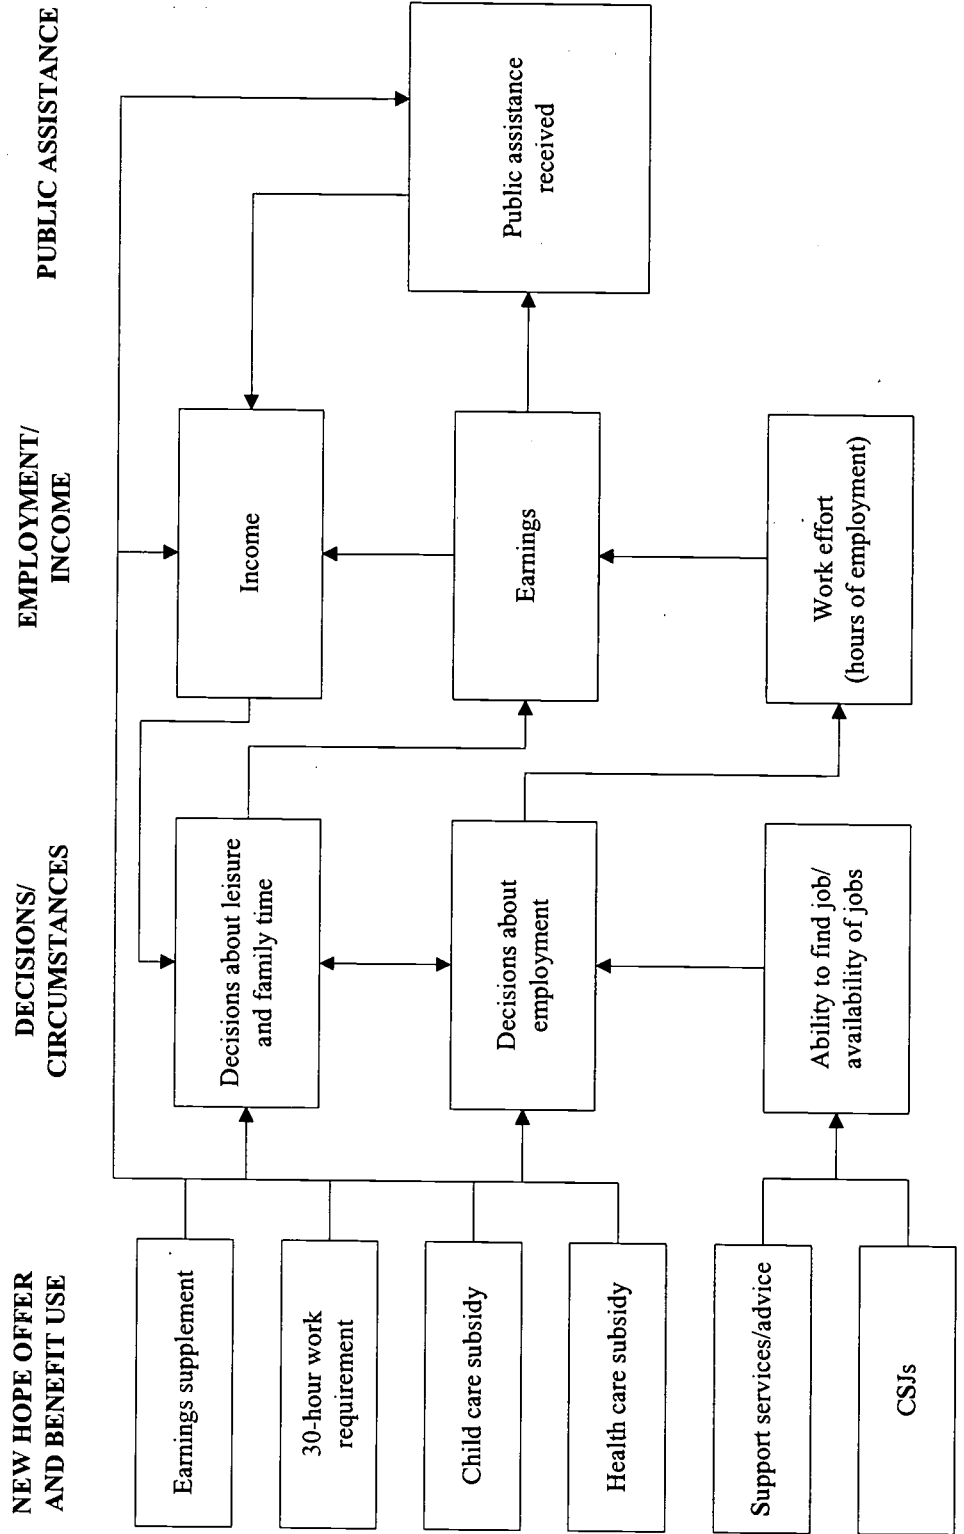 NEW HOPE OFFER
AND BENEFIT USE
DECISIONS/
CIRCUMSTANCES
EMPLOYMENT/
INCOME
PUBLIC ASSISTANCE
Earnings supplement
30-hour work
requirement
Child care subsidy
Health care subsidy
Support services/advice
CSJs
Decisions about leisure
and family time
Decisions about
employment
Ability to find job/
availability of jobs
Income
Earnings
Work effort
(hours of employment)
Public assistance
received